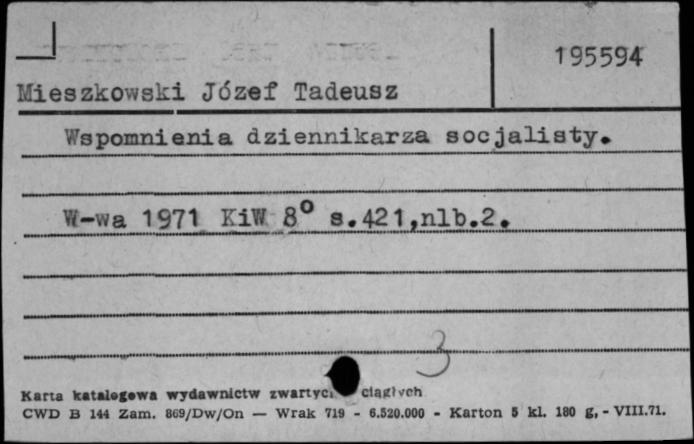 195594
Mieszkowski Józef Tadeusz
Wspomnienia dziennikarza socjalisty.
W-wa 1971 KiW 8° s.421,nlb.2.
3
Karta katalogowa wydawnictw ciągłych
CWD B 144 Zam. 869/Dw/On — Wrak 719 - 6.520.000 - Karton 5 kl. 180 g, - VIII.71.